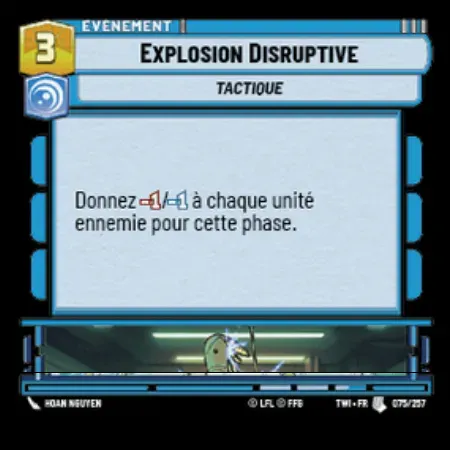 EVENEMENT
3
EXPLOSION DISRUPTIVE
TACTIQUE
Donnez -1/-1 à chaque unité
ennemie pour cette phase.
HOAN NGUYEN
© LFL © FFG
TWI • FR
075/257